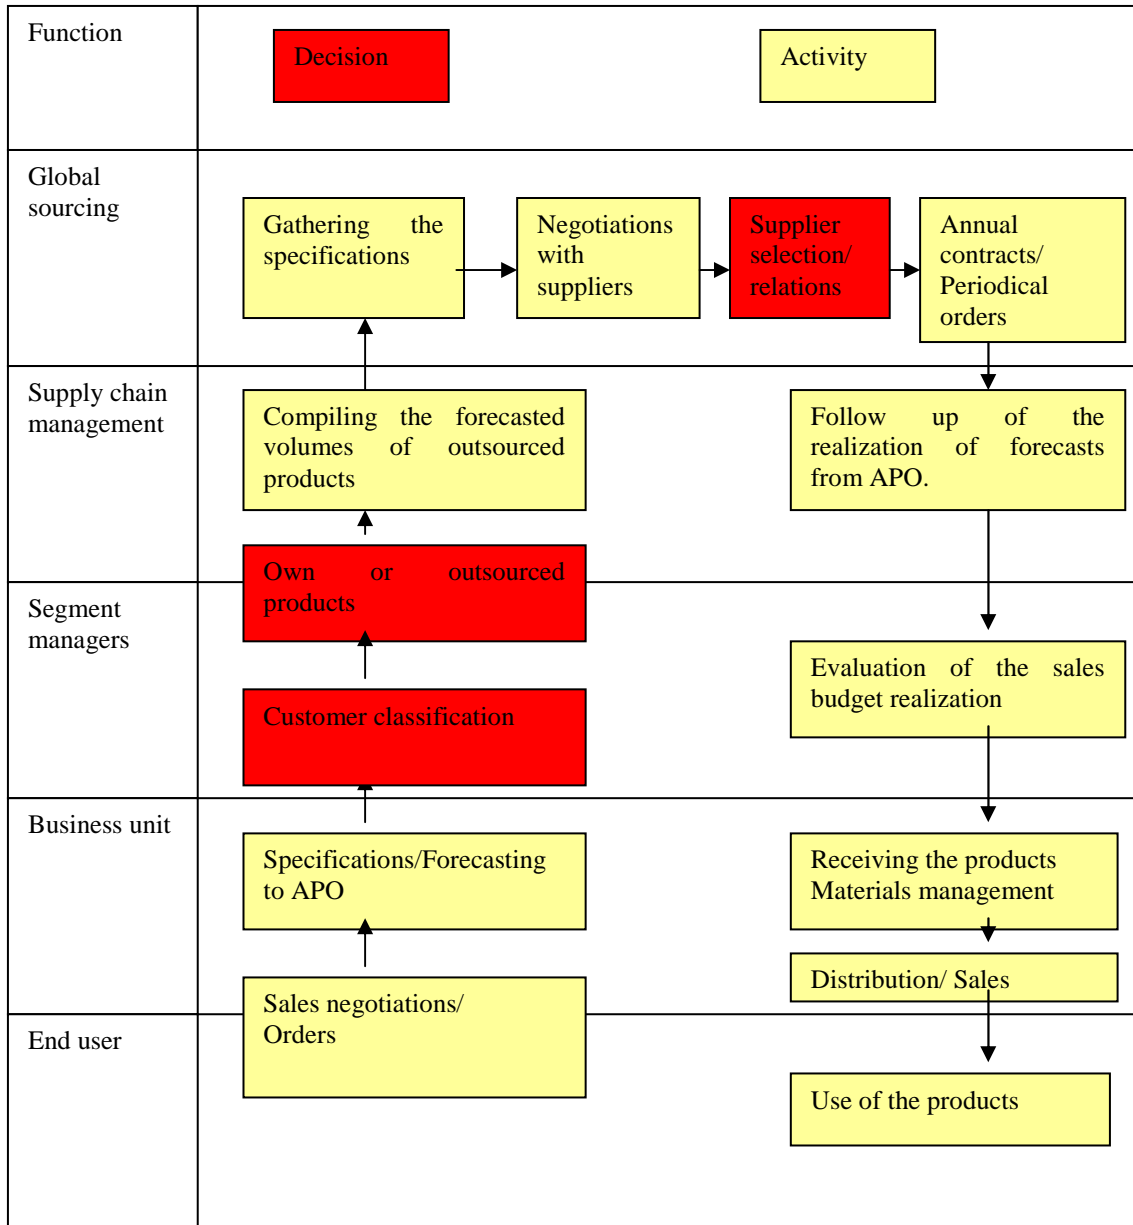 Function
Decision
Activity
Global
sourcing
Gathering the
specifications
Negotiations
with
suppliers
Supplier
selection/
relations
Annual
contracts/
Periodical
orders
Supply chain
management
Compiling the forecasted
volumes of outsourced
products
Follow up of the
realization of forecasts
from APO.
Own or outsourced
products
Segment
managers
Evaluation of the sales
budget realization
Customer classification
Business unit
Specifications/Forecasting
to APO
Receiving the products
Materials management
Distribution/ Sales
Sales negotiations/
Orders
End user
Use of the products